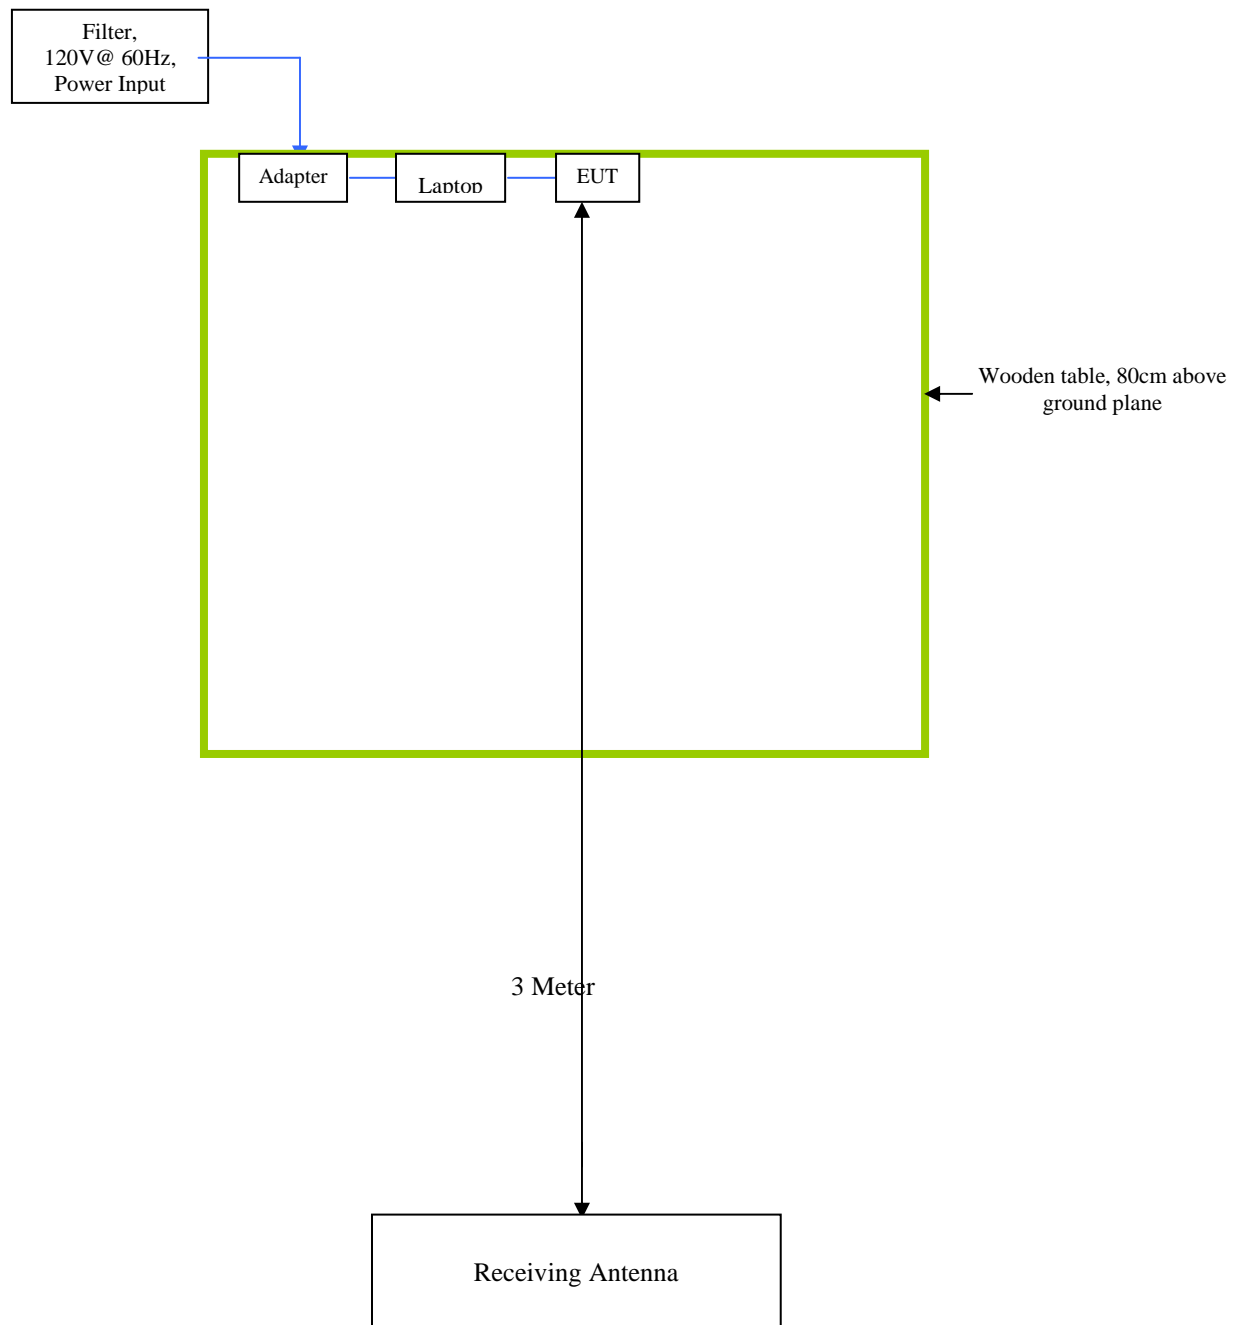 Filter,
120V@ 60Hz,
Power Input
Adapter
Laptop
EUT
Wooden table, 80cm above
ground plane
3 Meter
Receiving Antenna